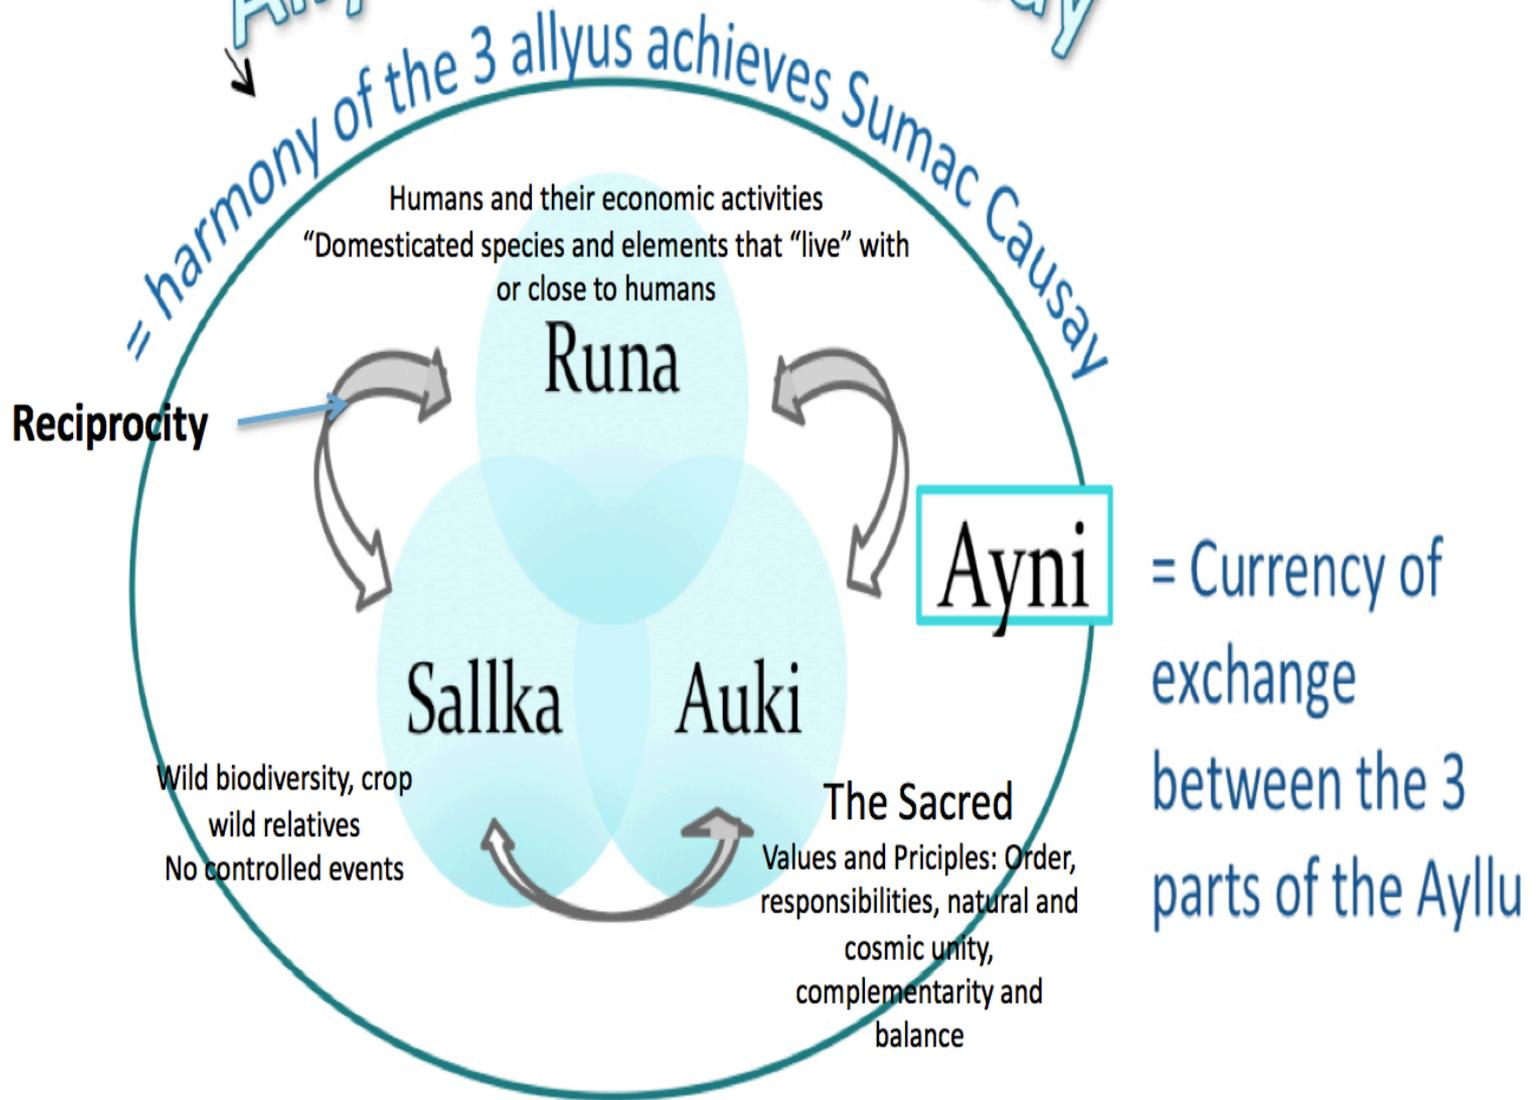 = harmony of the 3 allyus achieves Sumac Causay
Humans and their economic activities
“Domesticated species and elements that “live” with
or close to humans
Runa
Reciprocity
Ayni
= Currency of
exchange
between the 3
parts of the Ayllu
Sallka
Auki
Wild biodiversity, crop
wild relatives
No controlled events
The Sacred
Values and Priciples: Order,
responsibilities, natural and
cosmic unity,
complementarity and
balance